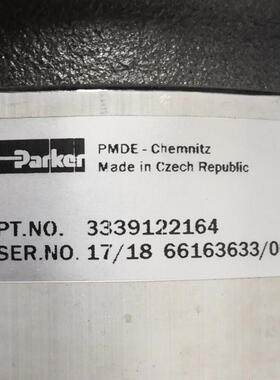 Parker
PMDE - Chemnitz
Made in Czech Republic
PT.NO. 3339122164
SER.NO. 17/18 66163633/0